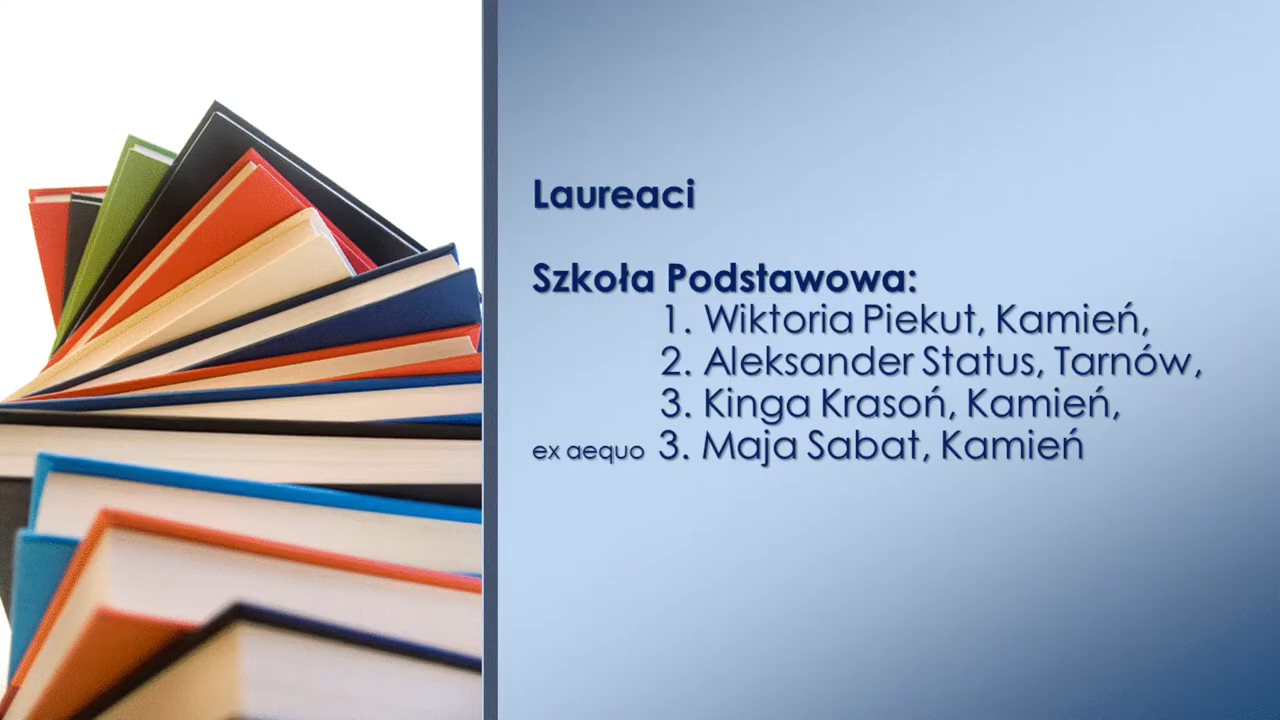 Laureaci
Szkoła Podstawowa:
1. Wiktoria Piekut, Kamień,
2. Aleksander Status, Tarnów,
3. Kinga Krasoń, Kamień,
ex aequo 3. Maja Sabat, Kamień